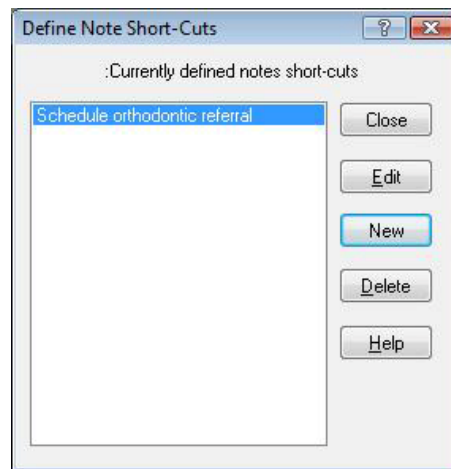 Define Note Short-Cuts
?
:Currently defined notes short-cuts
Schedule orthodontic referral
Close
Edit
New
Delete
Help